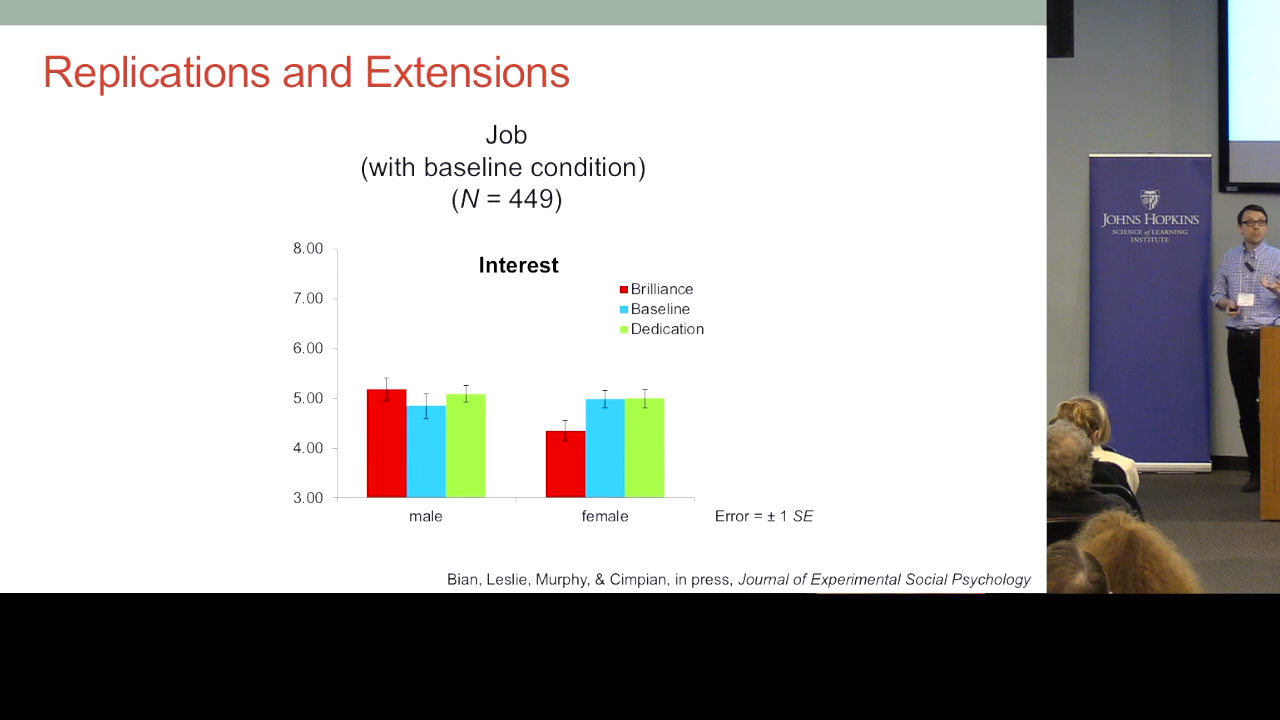 Replications and Extensions
Job
(with baseline condition)
(N = 449)
Interest
Brilliance
Baseline
Dedication
8.00
7.00
6.00
5.00
4.00
3.00
male
female
Error = ± 1 SE
Bian, Leslie, Murphy, & Cimpian, in press, Journal of Experimental Social Psychology
JOHNS HOPKINS
SCIENCE of LEARNING
INSTITUTE